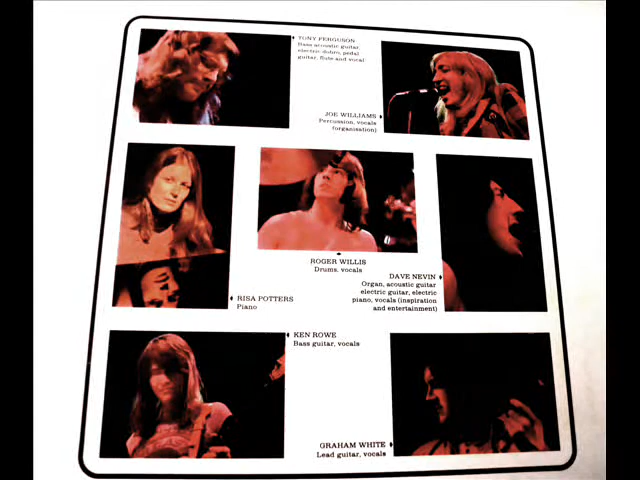 TONY FERGUSON
Bass acoustic guitar,
electric dobro, pedal
guitar, flute and vocal
JOE WILLIAMS
Percussion, vocals
(organisation)
ROGER WILLIS
Drums, vocals
DAVE NEVIN
Organ, acoustic guitar
electric guitar, electric
piano, vocals (inspiration
and entertainment)
RISA POTTERS
Piano
KEN ROWE
Bass guitar, vocals
GRAHAM WHITE
Lead guitar, vocals